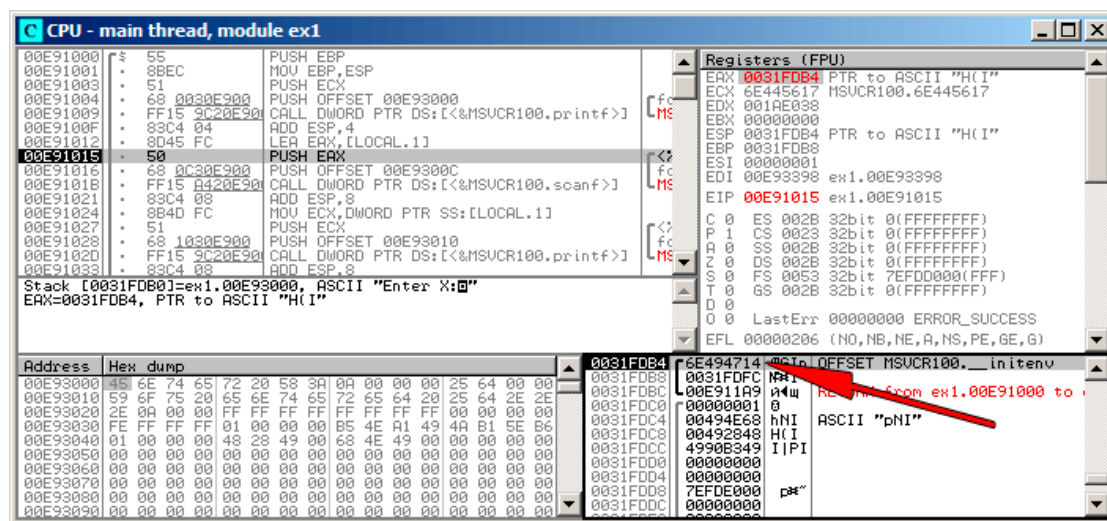 C CPU - main thread, module ex1
00E91000 $ 55 PUSH EBP
00E91001 . 8BEC MOV EBP,ESP
00E91003 . 51 PUSH ECX
00E91004 . 68 0030E900 PUSH OFFSET 00E93000
00E91009 . FF15 9C20E900 CALL DWORD PTR DS:[<&MSVCR100.printf>]
00E9100F . 83C4 04 ADD ESP,4
00E91012 . 8D45 FC LEA EAX,[LOCAL.1]
00E91015 . 50 PUSH EAX
00E91016 . 68 0C30E900 PUSH OFFSET 00E9300C
00E9101B . FF15 A420E900 CALL DWORD PTR DS:[<&MSVCR100.scanf>]
00E91021 . 83C4 08 ADD ESP,8
00E91024 . 8B4D FC MOV ECX,DWORD PTR SS:[LOCAL.1]
00E91027 . 51 PUSH ECX
00E91028 . 68 1030E900 PUSH OFFSET 00E93010
00E9102D . FF15 9C20E900 CALL DWORD PTR DS:[<&MSVCR100.printf>]
00E91033 . 83C4 08 ADD ESP,8
Stack [0031FDB0]=ex1.00E93000, ASCII "Enter X:"
EAX=0031FDB4, PTR to ASCII "H(I"
Registers (FPU)
EAX 0031FDB4 PTR to ASCII "H(I"
ECX 6E445617 MSVCR100.6E445617
EDX 001AE038
EBX 00000000
ESP 0031FDB4 PTR to ASCII "H(I"
EBP 0031FDB8
ESI 00000001
EDI 00E93398 ex1.00E93398
EIP 00E91015 ex1.00E91015
C 0 ES 002B 32bit 0(FFFFFFFF)
P 1 CS 0023 32bit 0(FFFFFFFF)
A 0 SS 002B 32bit 0(FFFFFFFF)
Z 0 DS 002B 32bit 0(FFFFFFFF)
S 0 FS 0053 32bit 7EFDD000(FFF)
T 0 GS 002B 32bit 0(FFFFFFFF)
D 0
O 0 LastErr 00000000 ERROR_SUCCESS
EFL 00000206 (NO,NB,NE,A,NS,PE,GE,G)
Address Hex dump
00E93000 45 6E 74 65 72 20 58 3A 0A 00 00 00 25 64 00 00
00E93010 59 6F 75 20 65 6E 74 65 72 65 64 20 25 64 2E 2E
00E93020 2E 0A 00 00 FF FF FF FF FF FF FF FF 00 00 00 00
00E93030 FE FF FF FF 01 00 00 00 B5 4E A1 49 4A B1 5E B6
00E93040 01 00 00 00 48 28 49 00 68 4E 49 00 00 00 00 00
00E93050 00 00 00 00 00 00 00 00 00 00 00 00 00 00 00 00
00E93060 00 00 00 00 00 00 00 00 00 00 00 00 00 00 00 00
00E93070 00 00 00 00 00 00 00 00 00 00 00 00 00 00 00 00
00E93080 00 00 00 00 00 00 00 00 00 00 00 00 00 00 00 00
00E93090 00 00 00 00 00 00 00 00 00 00 00 00 00 00 00 00
0031FDB4 6E494714 OFFSET MSVCR100.__initenv
0031FDB8 0031FDFC
0031FDBC 00E911A9 from ex1.00E91000 to
0031FDC0 00000001
0031FDC4 00494E68 hNI ASCII "pNI"
0031FDC8 00492848 H(I
0031FDCC 4990B349 I|PI
0031FDD0 00000000
0031FDD4 00000000
0031FDD8 7EFDE000
0031FDDC 00000000